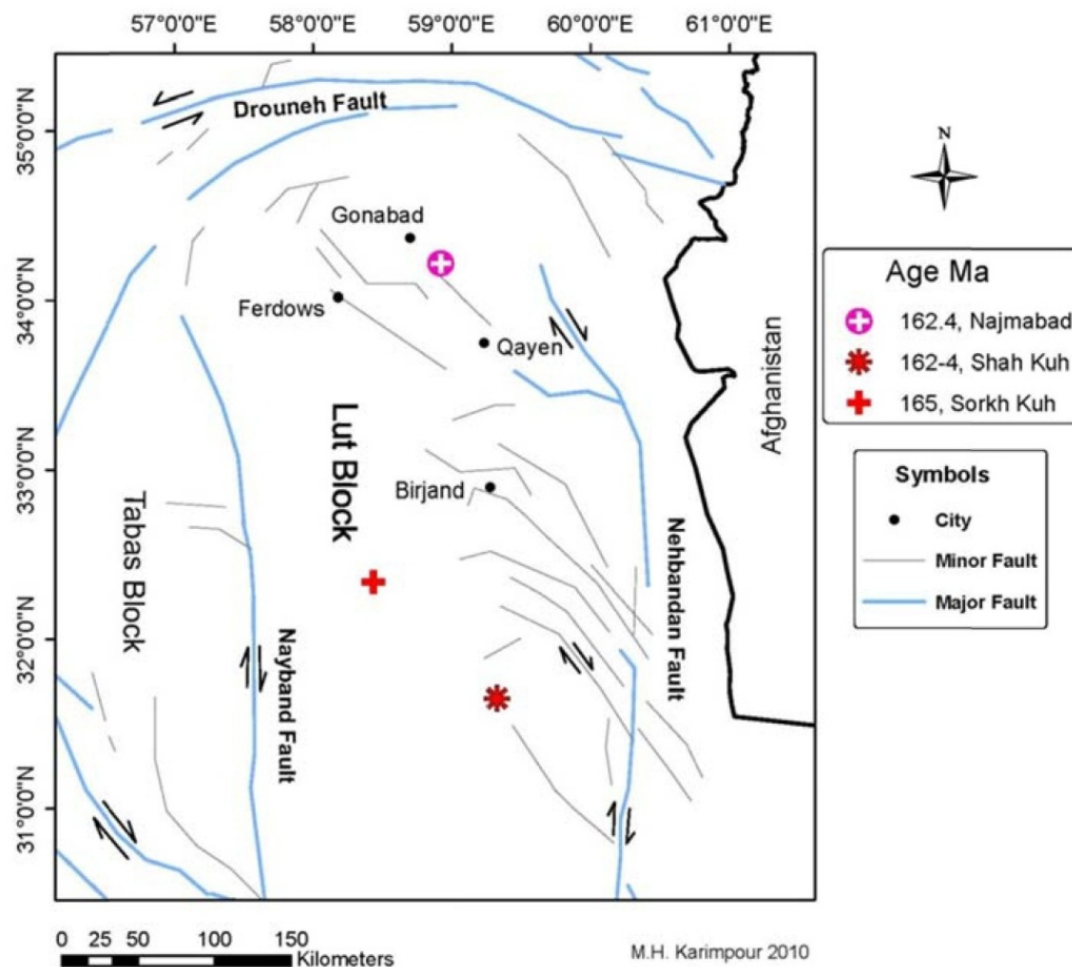 57°0'0"E 58°0'0"E 59°0'0"E 60°0'0"E 61°0'0"E
35°0'0"N
34°0'0"N
33°0'0"N
32°0'0"N
31°0'0"N
Drouneh Fault
Gonabad
Ferdows
Qayen
Lut Block
Birjand
Tabas Block
Nayband Fault
Nehbandan Fault
Afghanistan
N
Age Ma
162.4, Najmabad
162-4, Shah Kuh
165, Sorkh Kuh
Symbols
City
Minor Fault
Major Fault
0 25 50 100 150
Kilometers
M.H. Karimpour 2010